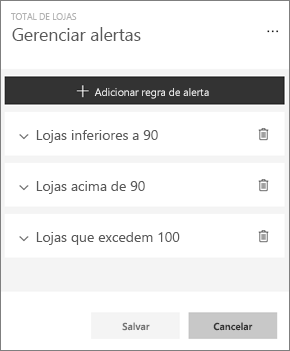 TOTAL DE LOJAS
Gerenciar alertas
...
+ Adicionar regra de alerta
Lojas inferiores a 90
Lojas acima de 90
Lojas que excedem 100
Salvar
Cancelar